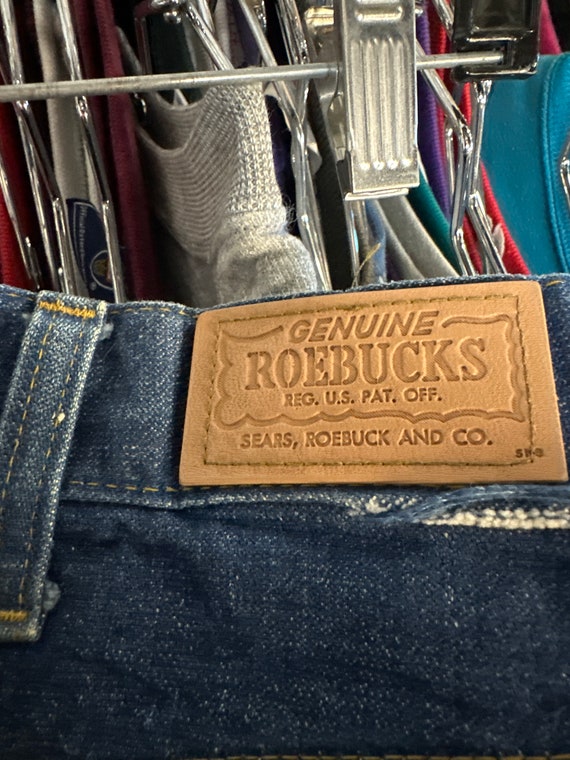 GENUINE
ROEBUCKS
REG. U.S. PAT. OFF.
SEARS, ROEBUCK AND CO.